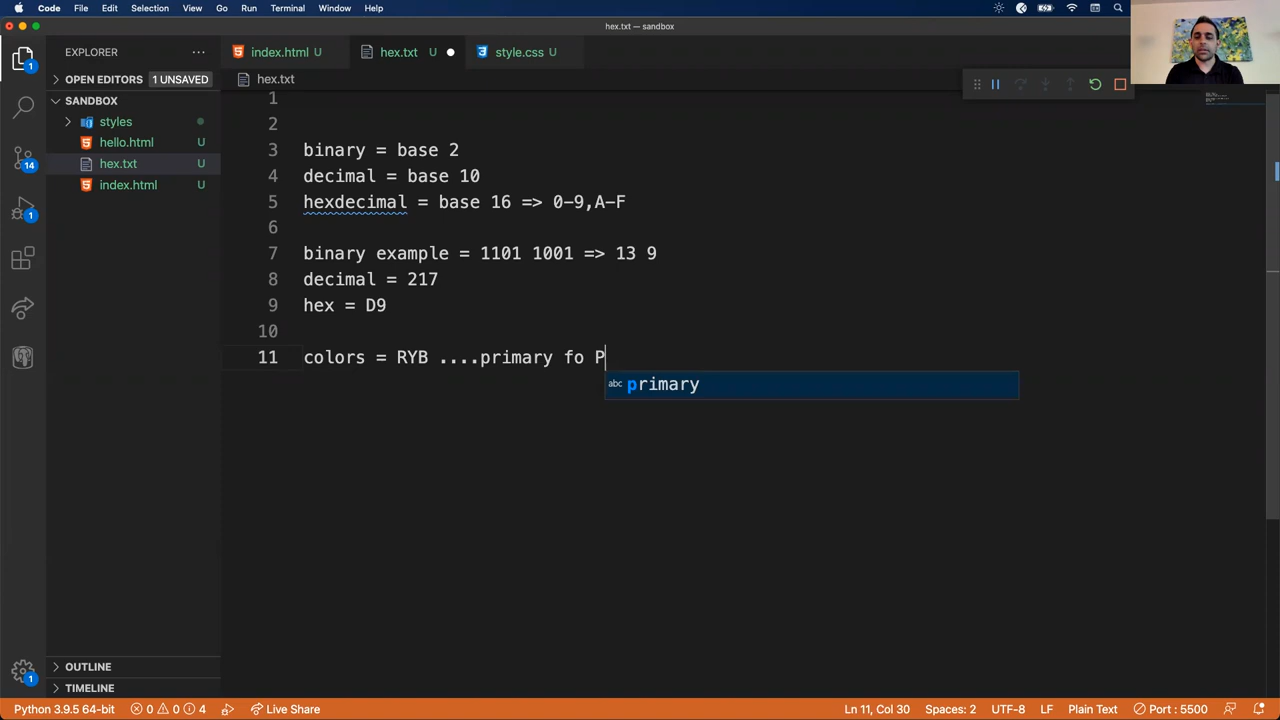 Code File Edit Selection View Go Run Terminal Window Help
hex.txt — sandbox
EXPLORER ···
index.html U
hex.txt U
style.css U
OPEN EDITORS 1 UNSAVED
hex.txt
SANDBOX
styles
hello.html U
hex.txt U
index.html U
1
14
1
1
1
2
3 binary = base 2
4 decimal = base 10
5 hexdecimal = base 16 => 0-9,A-F
6
7 binary example = 1101 1001 => 13 9
8 decimal = 217
9 hex = D9
10
11 colors = RYB ....primary fo P
abc primary
OUTLINE
TIMELINE
Python 3.9.5 64-bit 0 0 4 Live Share Ln 11, Col 30 Spaces: 2 UTF-8 LF Plain Text Port : 5500